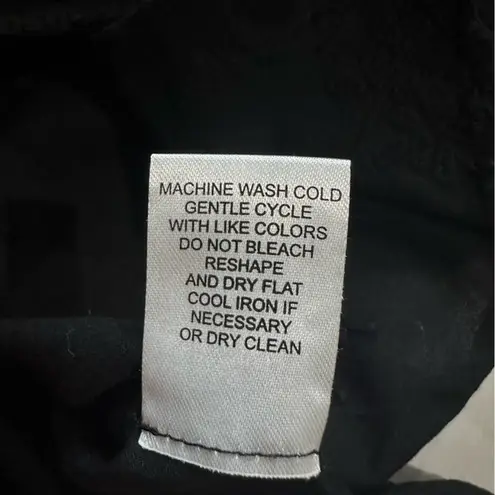 MACHINE WASH COLD
GENTLE CYCLE
WITH LIKE COLORS
DO NOT BLEACH
RESHAPE
AND DRY FLAT
COOL IRON IF
NECESSARY
OR DRY CLEAN